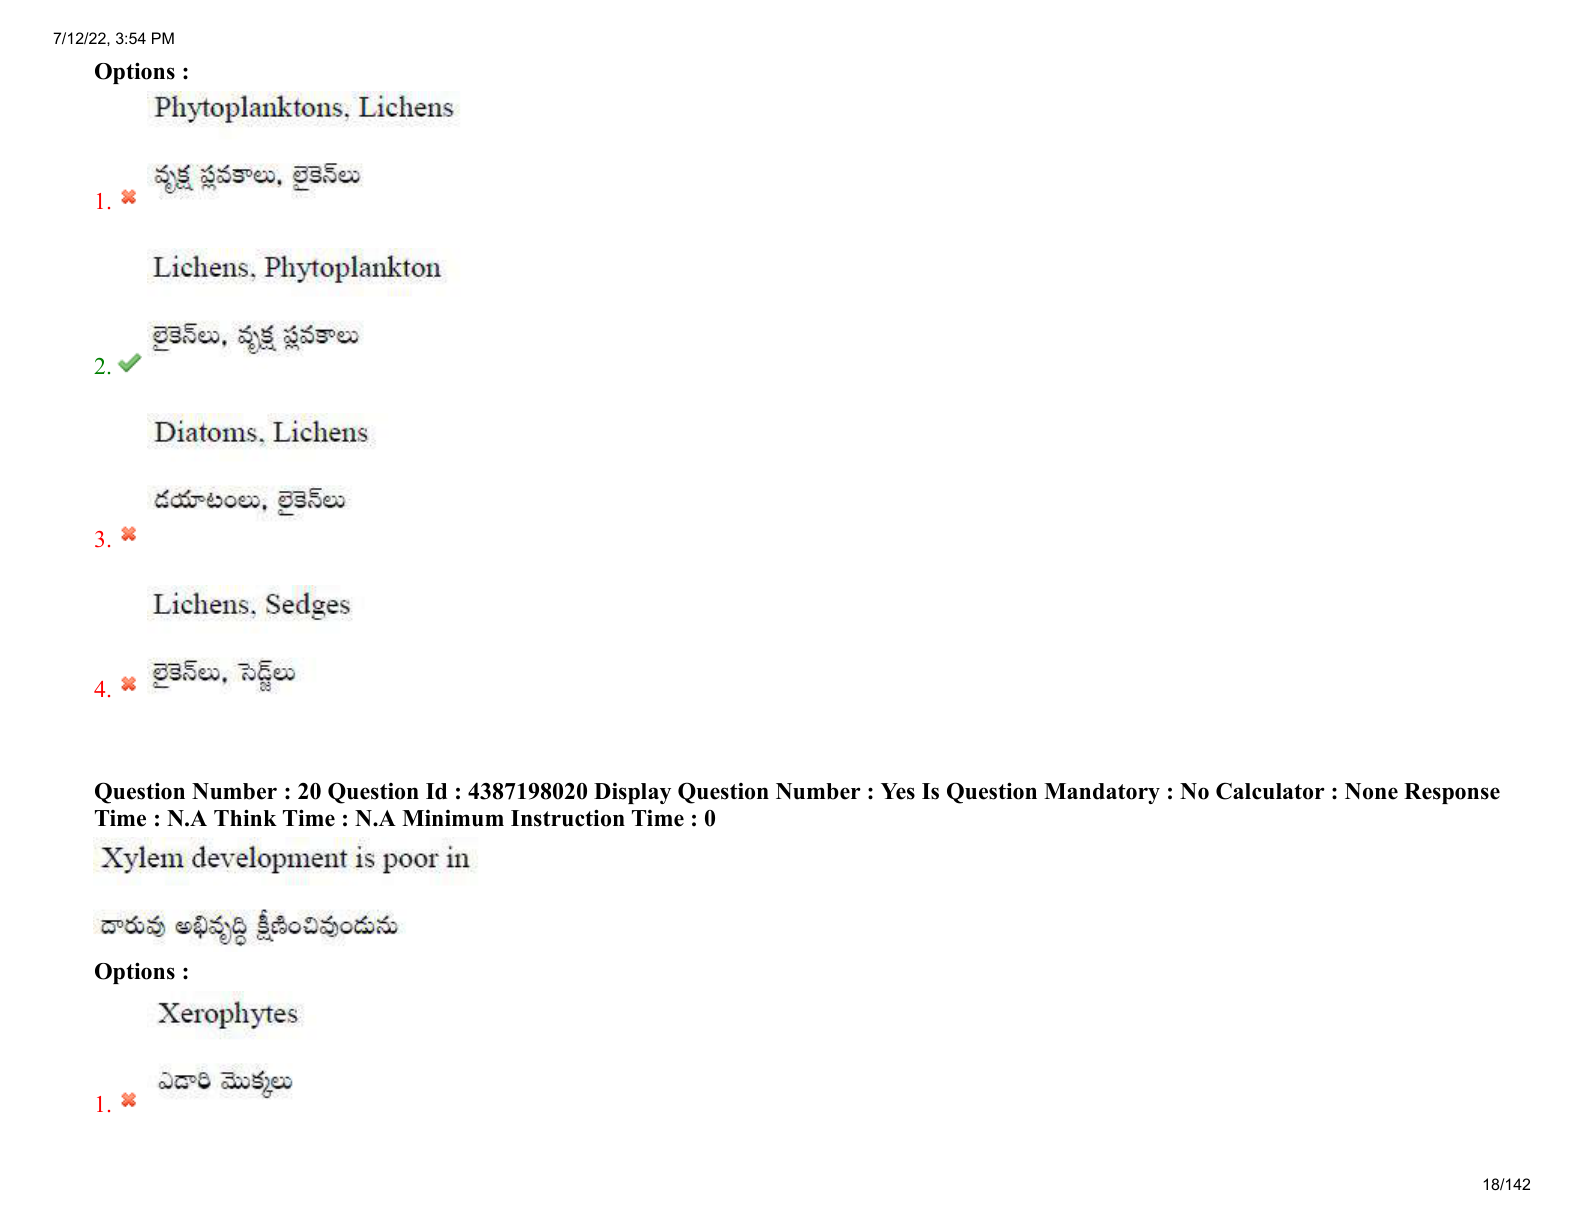 7/12/22, 3:54 PM
Options :
Phytoplanktons, Lichens
వృక్ష ప్లవకాలు, లైకెన్‌లు
1.
Lichens, Phytoplankton
లైకెన్‌లు, వృక్ష ప్లవకాలు
2.
Diatoms, Lichens
డయాటంలు, లైకెన్‌లు
3.
Lichens, Sedges
లైకెన్‌లు, సెడ్జ్‌లు
4.
Question Number : 20 Question Id : 4387198020 Display Question Number : Yes Is Question Mandatory : No Calculator : None Response
Time : N.A Think Time : N.A Minimum Instruction Time : 0
Xylem development is poor in
దారువు అభివృద్ధి క్షీణించివుండును
Options :
Xerophytes
ఎడారి మొక్కలు
1.
18/142